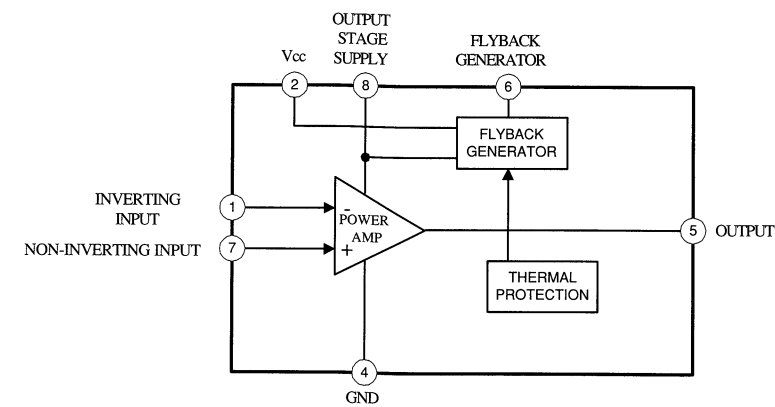 OUTPUT
STAGE
SUPPLY
FLYBACK
GENERATOR
Vcc
2
8
6
FLYBACK
GENERATOR
INVERTING
INPUT
1
-
POWER
AMP
NON-INVERTING INPUT
7
+
5
OUTPUT
THERMAL
PROTECTION
4
GND